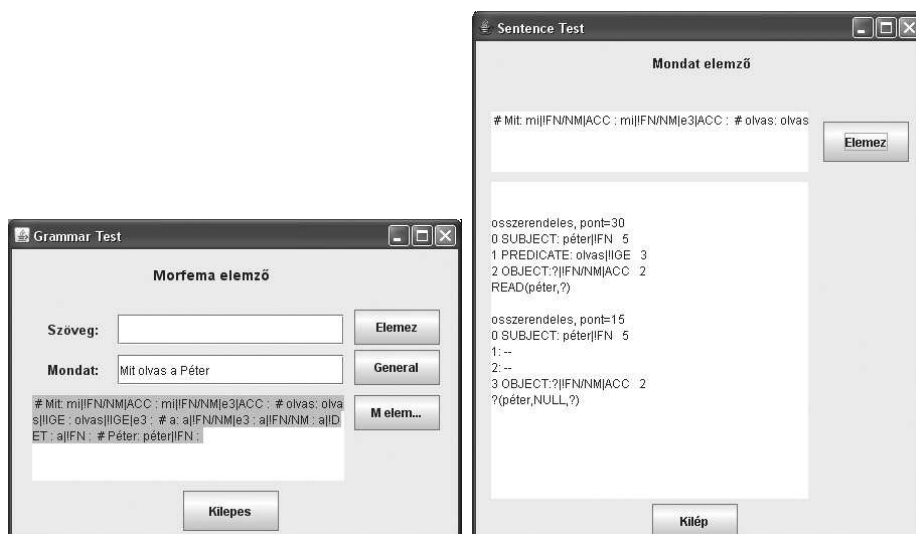 Grammar Test
Morfema elemző
Szöveg:
Elemez
Mondat:
Mit olvas a Péter
General
# Mit: mi|!FN/NM|ACC : mi|!FN/NM|e3|ACC : # olvas: olva
s|!IGE : olvas|!IGE|e3 : # a: a|!FN/NM|e3 : a|!FN/NM : a|!D
ET : a|!FN : # Péter: péter|!FN :
M elem...
Kilepes
Sentence Test
Mondat elemző
# Mit: mi|!FN/NM|ACC : mi|!FN/NM|e3|ACC : # olvas: olvas
Elemez
osszerendeles, pont=30
0 SUBJECT: péter|!FN 5
1 PREDICATE: olvas|!IGE 3
2 OBJECT:?|!FN/NM|ACC 2
READ(péter,?)
osszerendeles, pont=15
0 SUBJECT: péter|!FN 5
1: --
2: --
3 OBJECT:?|!FN/NM|ACC 2
?(péter,NULL,?)
Kilép